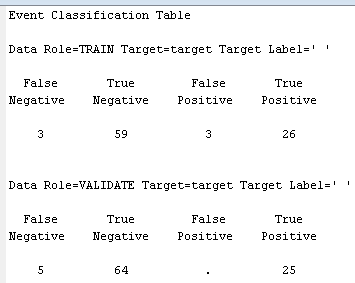 Event Classification Table
Data Role=TRAIN Target=target Target Label=' '
False True False True
Negative Negative Positive Positive
3 59 3 26
Data Role=VALIDATE Target=target Target Label=' '
False True False True
Negative Negative Positive Positive
5 64 . 25